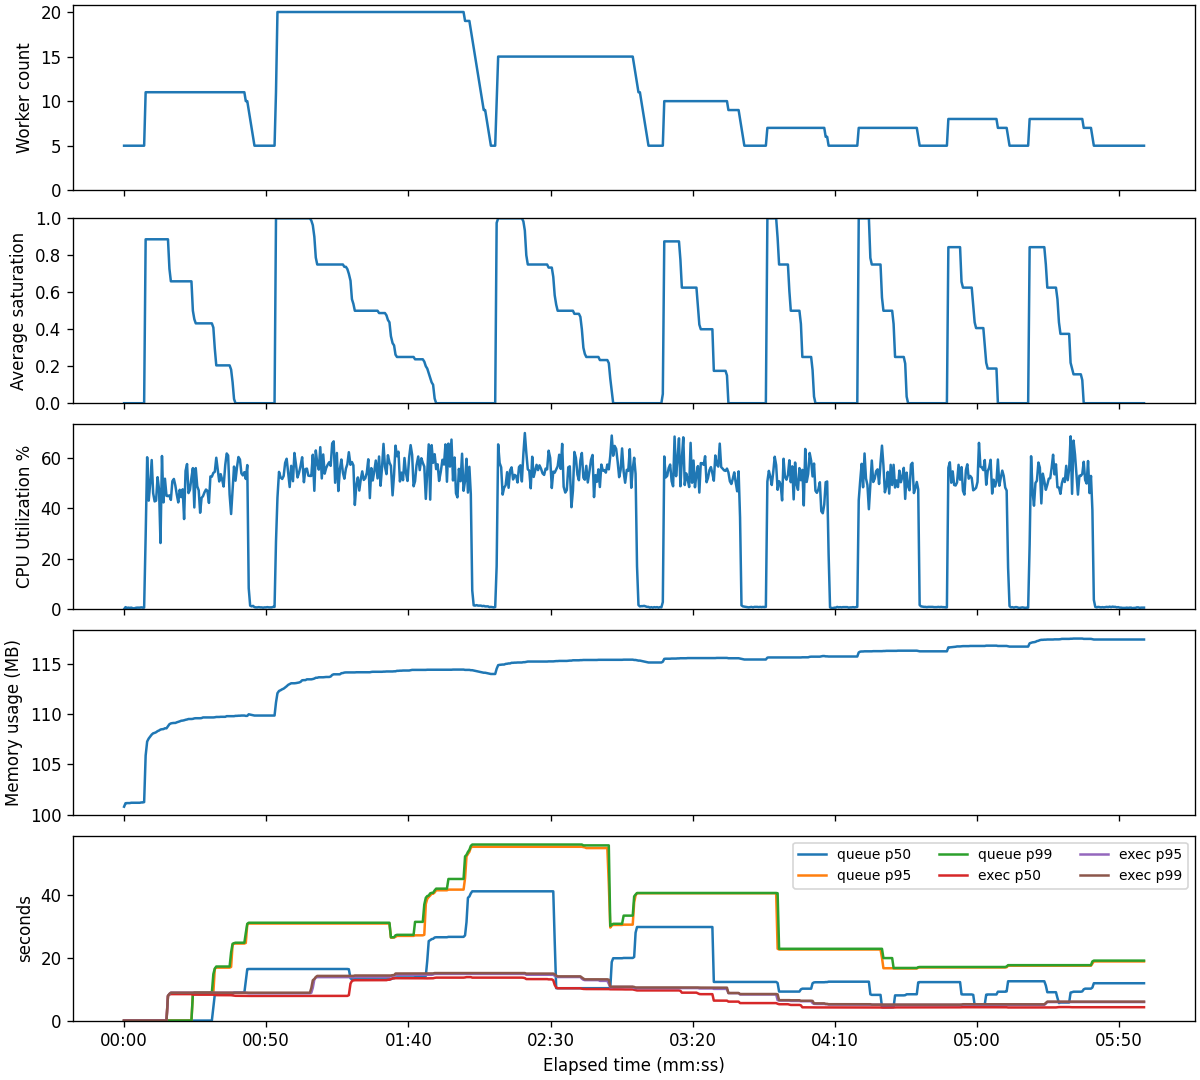 20
15
10
5
0
Worker count
1.0
0.8
0.6
0.4
0.2
0.0
Average saturation
60
40
20
0
CPU Utilization %
115
110
105
100
Memory usage (MB)
40
20
0
seconds
queue p50
queue p95
queue p99
exec p50
exec p95
exec p99
00:00
00:50
01:40
02:30
03:20
04:10
05:00
05:50
Elapsed time (mm:ss)